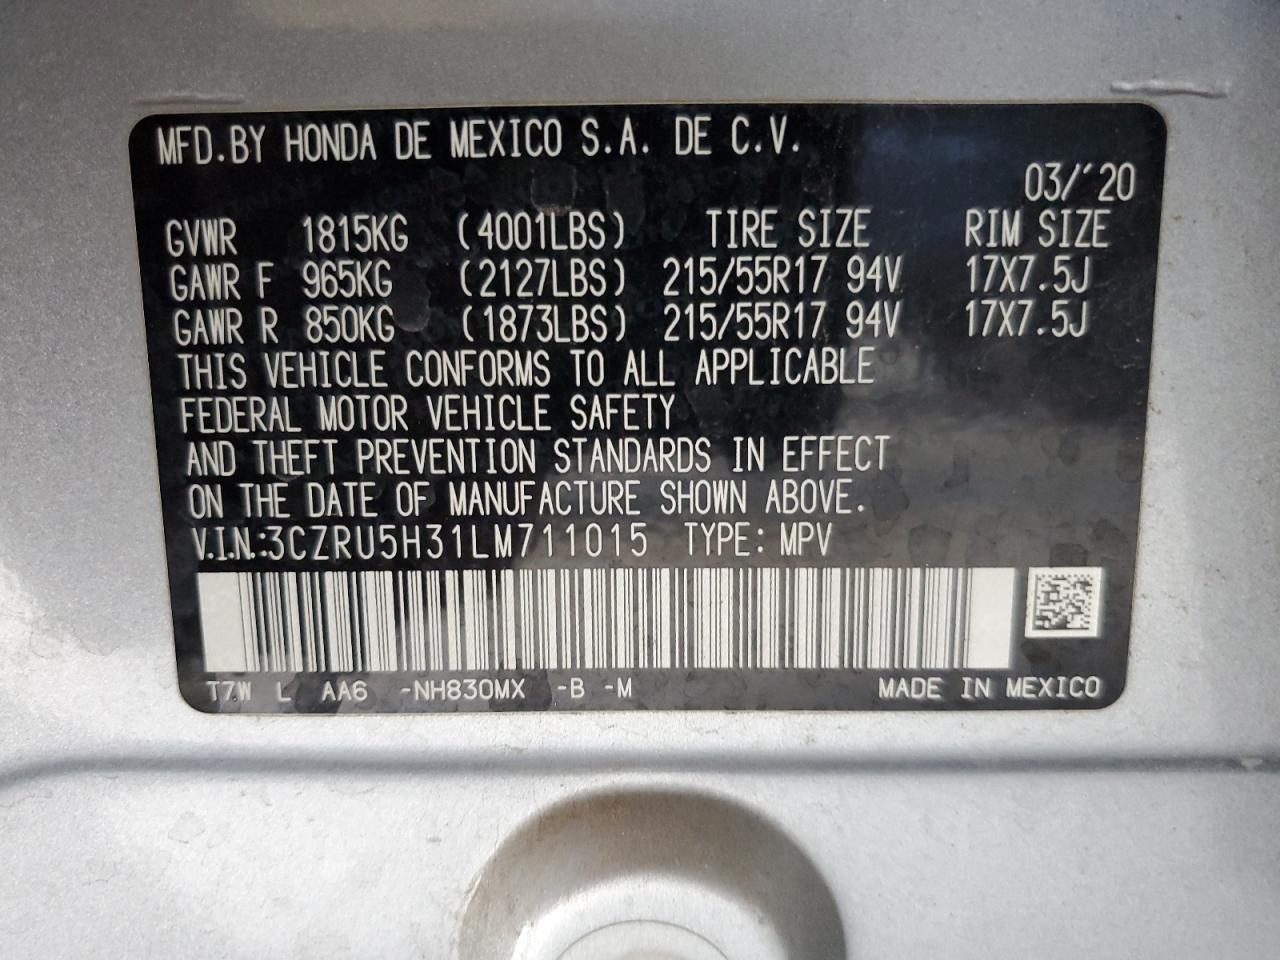 MFD.BY HONDA DE MEXICO S.A. DE C.V.
03/'20
GVWR 1815KG (4001LBS) TIRE SIZE RIM SIZE
GAWR F 965KG (2127LBS) 215/55R17 94V 17X7.5J
GAWR R 850KG (1873LBS) 215/55R17 94V 17X7.5J
THIS VEHICLE CONFORMS TO ALL APPLICABLE
FEDERAL MOTOR VEHICLE SAFETY
AND THEFT PREVENTION STANDARDS IN EFFECT
ON THE DATE OF MANUFACTURE SHOWN ABOVE.
V.I.N.:3CZRU5H31LM711015 TYPE: MPV
T7W L AA6 -NH830MX -B -M MADE IN MEXICO